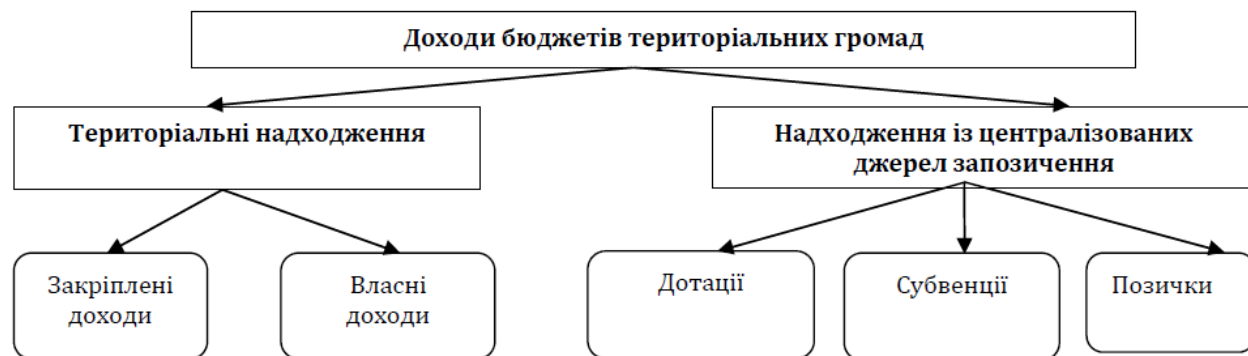 Доходи бюджетів територіальних громад
Територіальні надходження
Надходження із централізованих
джерел запозичення
Закріплені
доходи
Власні
доходи
Дотації
Субвенції
Позички